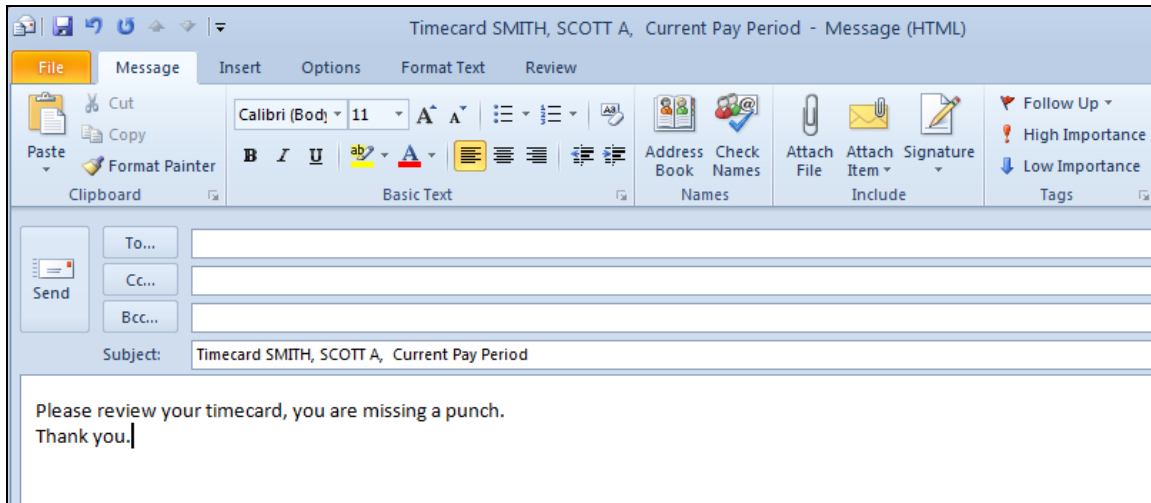 Timecard SMITH, SCOTT A, Current Pay Period - Message (HTML)
File Message Insert Options Format Text Review
Paste
Cut
Copy
Format Painter
Clipboard
Calibri (Body 11
B I U
Basic Text
Address Book
Check Names
Names
Attach File
Attach Item
Signature
Include
Follow Up
High Importance
Low Importance
Tags
Send
To...
Cc...
Bcc...
Subject: Timecard SMITH, SCOTT A, Current Pay Period
Please review your timecard, you are missing a punch.
Thank you.